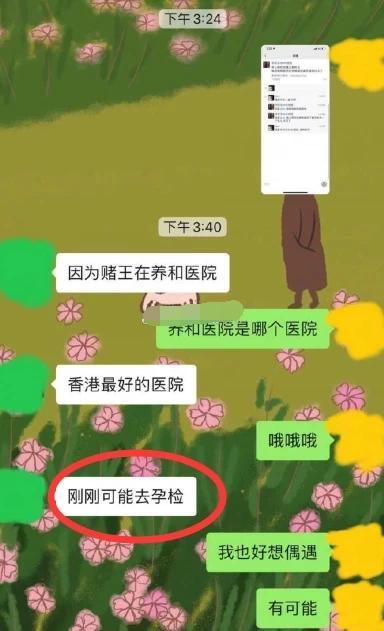 下午 3:24
下午 3:40
因为赌王在养和医院
养和医院是哪个医院
香港最好的医院
哦哦哦
刚刚可能去孕检
我也好想偶遇
有可能